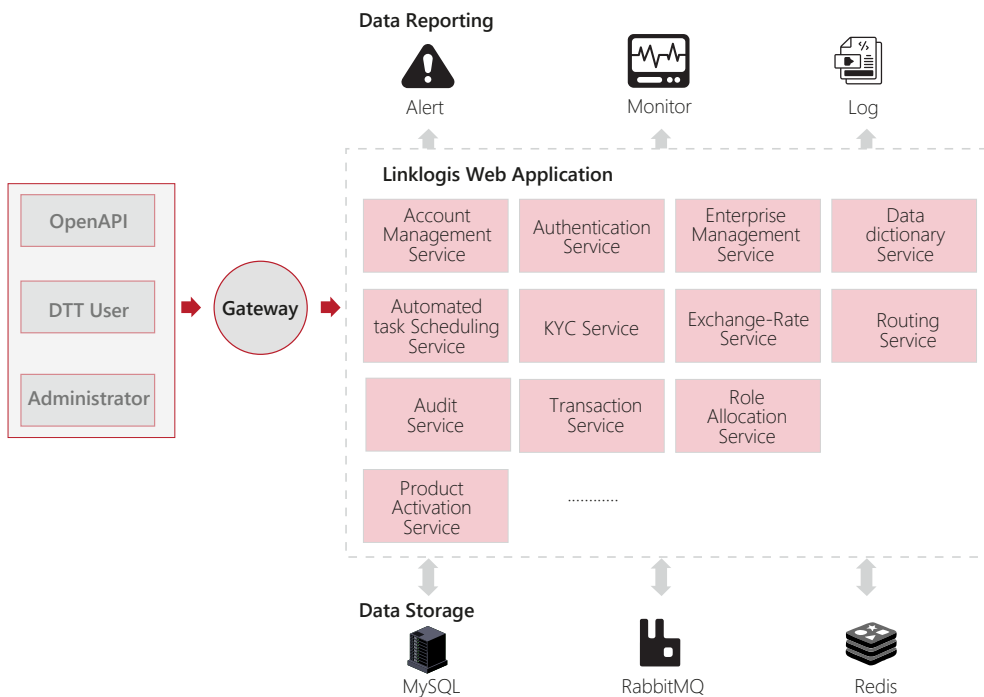 Data Reporting
Alert
Monitor
Log
OpenAPI
DTT User
Administrator
Gateway
Linklogis Web Application
Account
Management
Service
Authentication
Service
Enterprise
Management
Service
Data
dictionary
Service
Automated
task Scheduling
Service
KYC Service
Exchange-Rate
Service
Routing
Service
Audit
Service
Transaction
Service
Role
Allocation
Service
Product
Activation
Service
............
Data Storage
MySQL
RabbitMQ
Redis